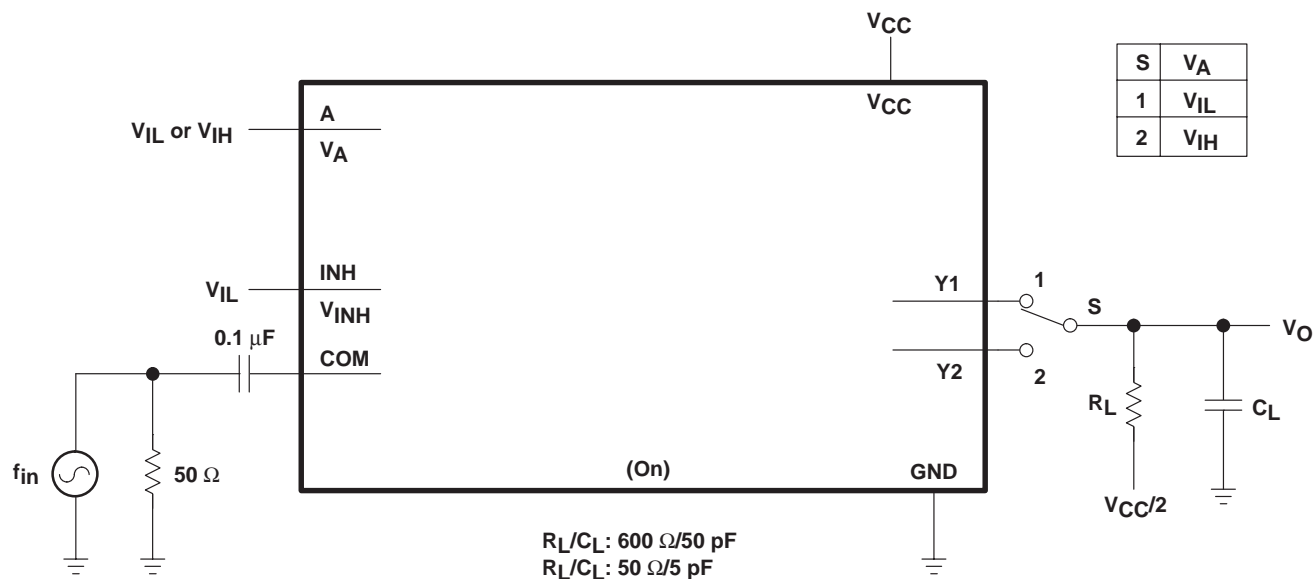 VCC
S VA
1 VIL
2 VIH
VCC
A
VIL or VIH
VA
INH
VIL
VINH
0.1 μF
COM
Y1
1
S
VO
Y2
2
RL
CL
fin
50 Ω
(On)
GND
VCC/2
RL/CL: 600 Ω/50 pF
RL/CL: 50 Ω/5 pF